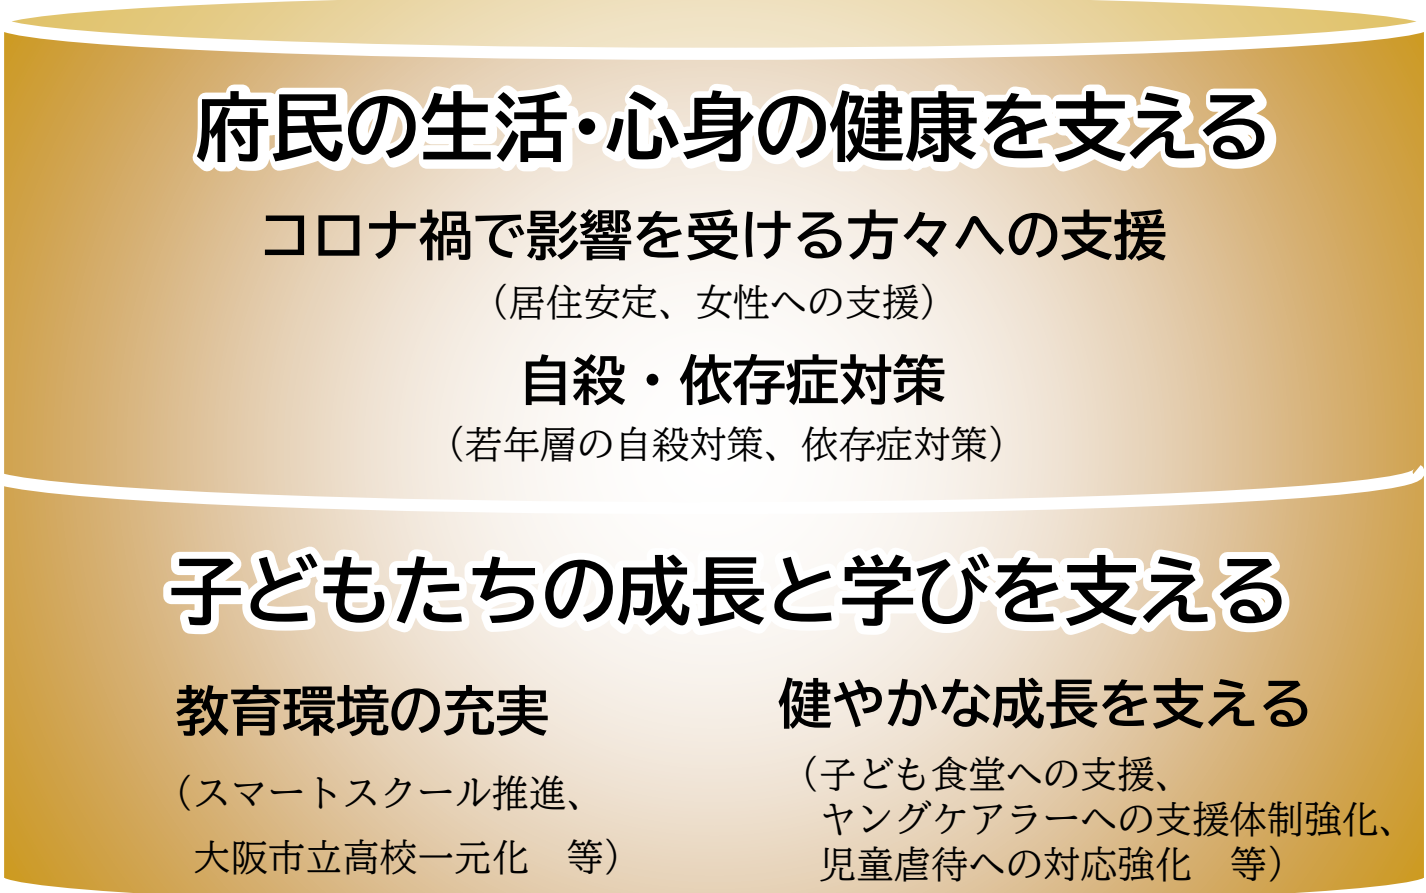 府民の生活・心身の健康を支える
コロナ禍で影響を受ける方々への支援
（居住安定、女性への支援）
自殺・依存症対策
（若年層の自殺対策、依存症対策）
子どもたちの成長と学びを支える
教育環境の充実
（スマートスクール推進、
大阪市立高校一元化　等）
健やかな成長を支える
（子ども食堂への支援、
ヤングケアラーへの支援体制強化、
児童虐待への対応強化　等）